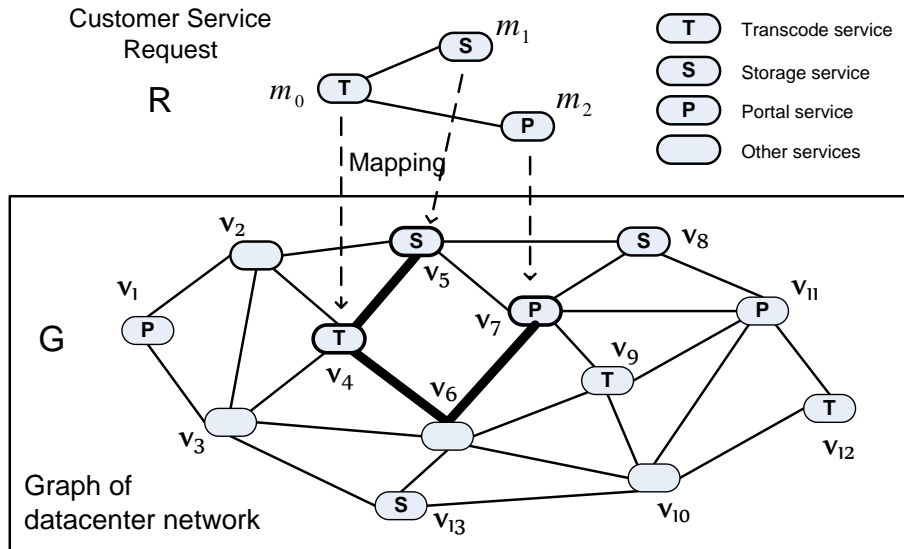 Customer Service
Request
R
m₀
T
S
m₁
P
m₂
Mapping
T Transcode service
S Storage service
P Portal service
Other services
G
v₁
P
v₂
v₃
T
v₄
S
v₅
v₆
P
v₇
S
v₈
T
v₉
v₁₀
P
v₁₁
T
v₁₂
S
v₁₃
Graph of
datacenter network